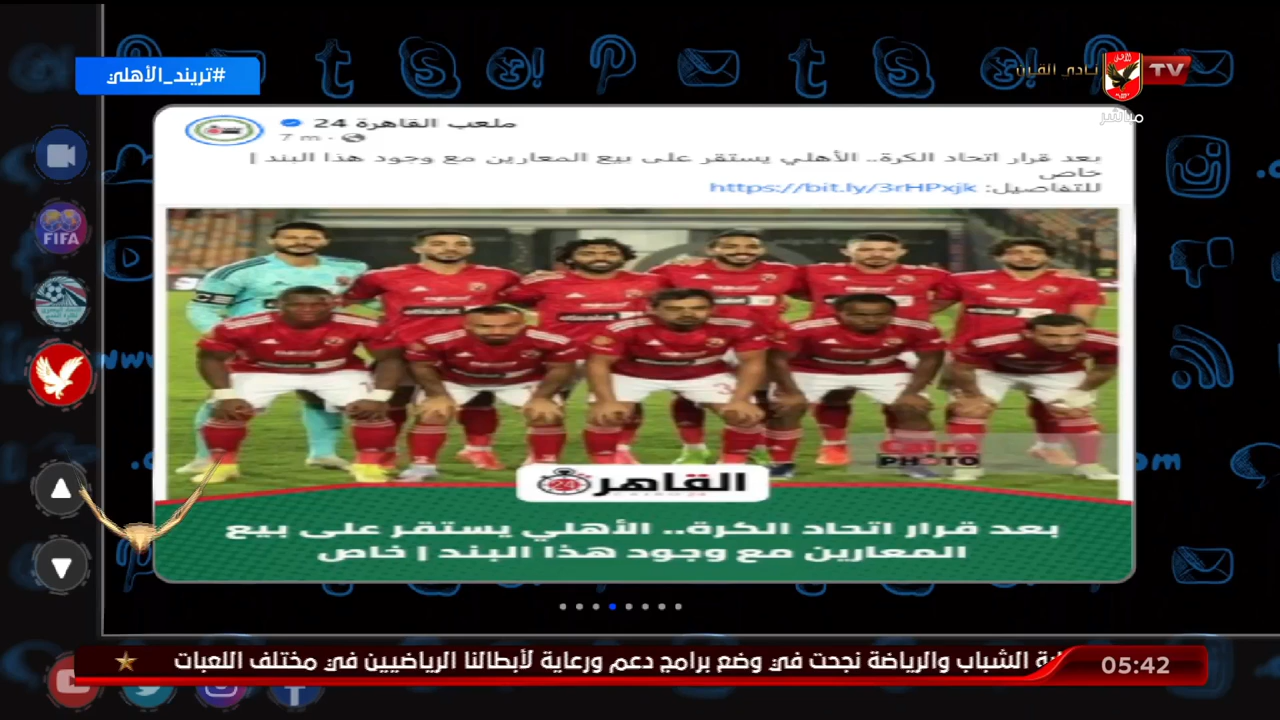 #تريند_الأهلي
نادي القرن
TV
مباشر
ملعب القاهرة 24
7 m
بعد قرار اتحاد الكرة.. الأهلي يستقر على بيع المعارين مع وجود هذا البند |
خاص
للتفاصيل: https://bit.ly/3rHPxjk
FIFA
CAIRO
PHOTO
القاهرة 24
بعد قرار اتحاد الكرة.. الأهلي يستقر على بيع
المعارين مع وجود هذا البند | خاص
الشباب والرياضة نجحت في وضع برامج دعم ورعاية لأبطالنا الرياضيين في مختلف اللعبات
05:42